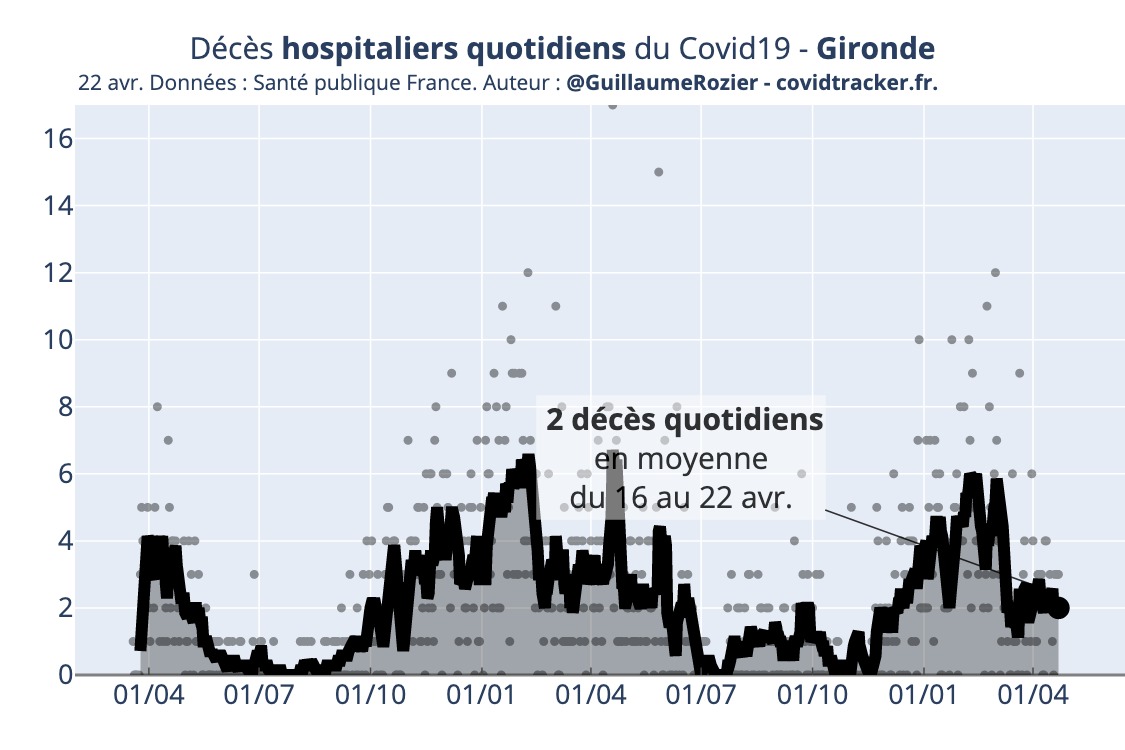 Décès hospitaliers quotidiens du Covid19 - Gironde
22 avr. Données : Santé publique France. Auteur : @GuillaumeRozier - covidtracker.fr.
16
14
12
10
8
2 décès quotidiens
en moyenne
6
du 16 au 22 avr.
4
2
0
01/04 01/07 01/10 01/01 01/04 01/07 01/10 01/01 01/04